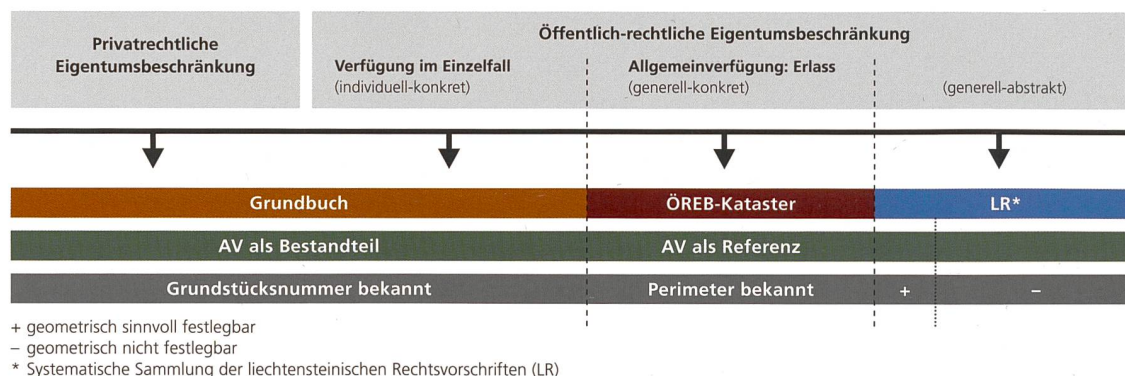 Privatrechtliche
Eigentumsbeschränkung
Öffentlich-rechtliche Eigentumsbeschränkung
Verfügung im Einzelfall
(individuell-konkret)
Allgemeinverfügung: Erlass
(generell-konkret)
(generell-abstrakt)
Grundbuch
ÖREB-Kataster
LR*
AV als Bestandteil
AV als Referenz
Grundstücksnummer bekannt
Perimeter bekannt
+
–
+ geometrisch sinnvoll festlegbar
– geometrisch nicht festlegbar
* Systematische Sammlung der liechtensteinischen Rechtsvorschriften (LR)